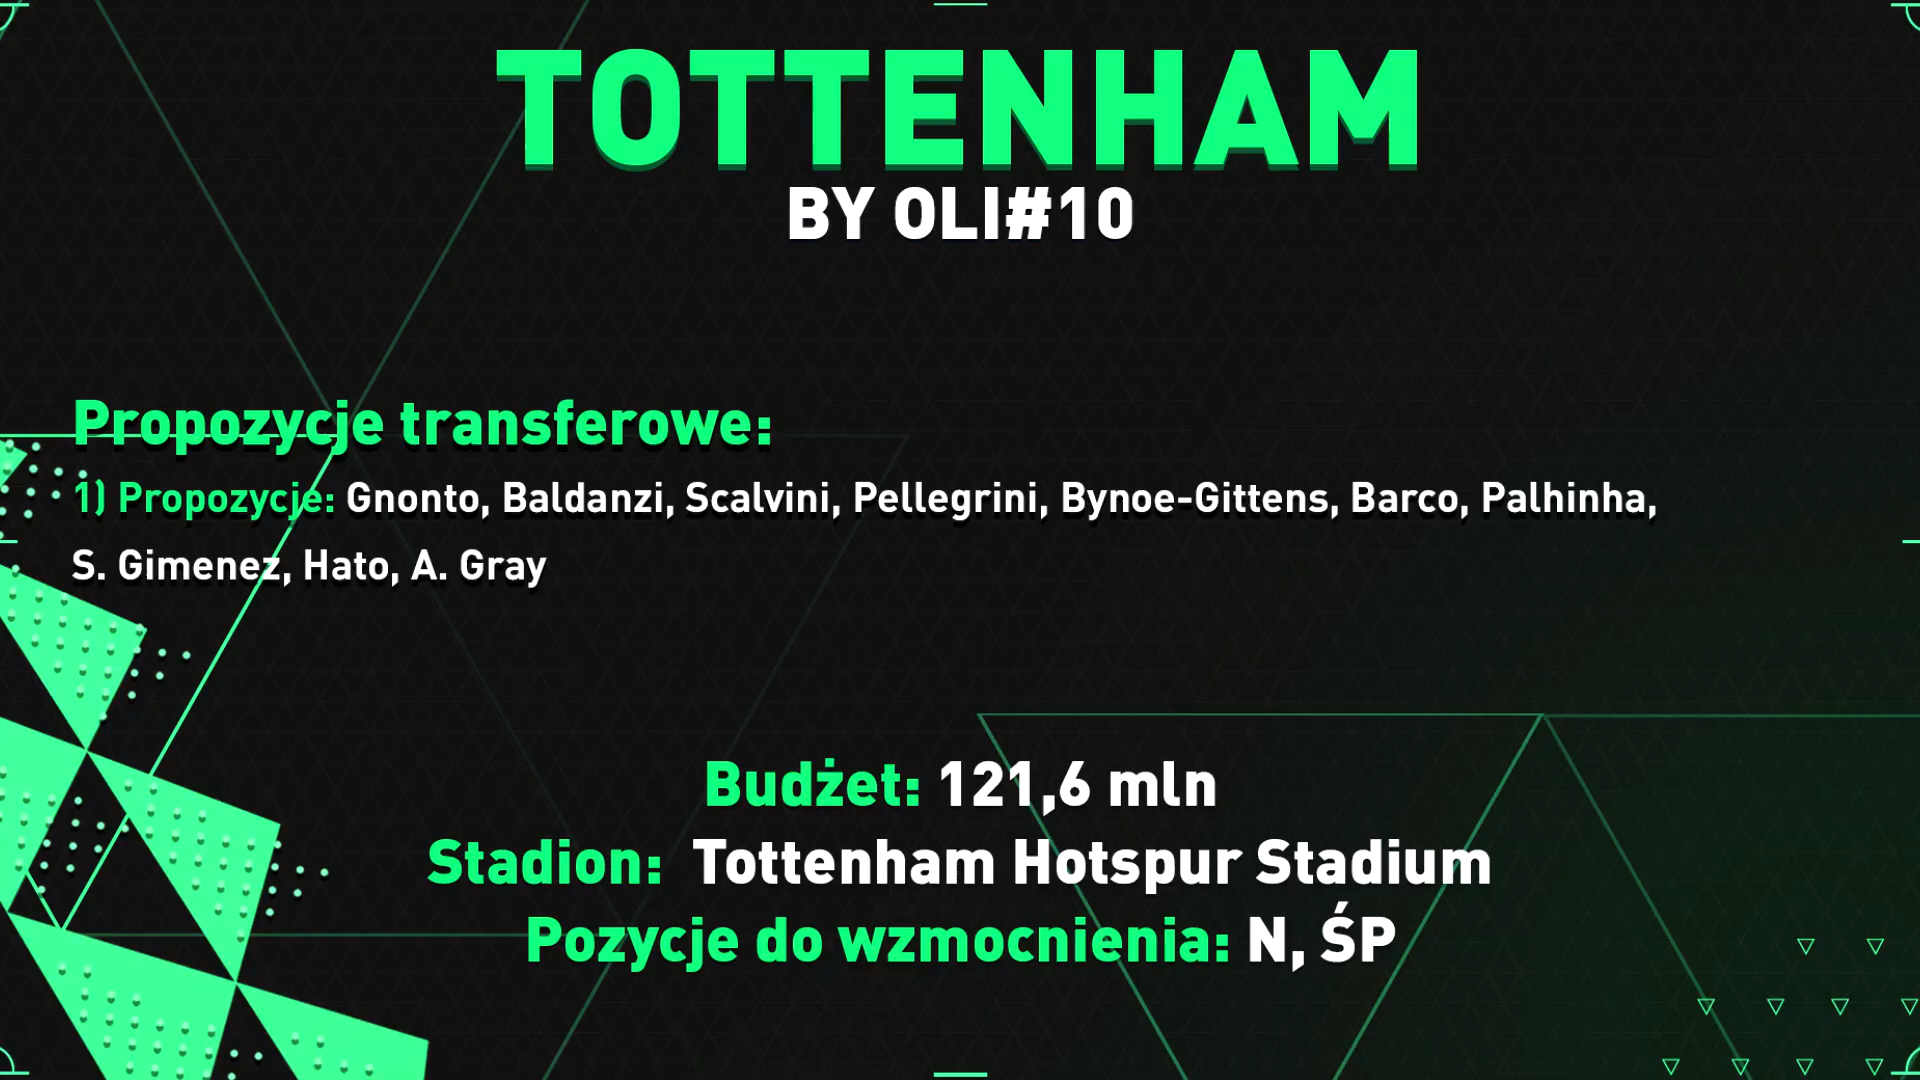 TOTTENHAM
BY OLI#10
Propozycje transferowe:
1) Propozycje: Gnonto, Baldanzi, Scalvini, Pellegrini, Bynoe-Gittens, Barco, Palhinha,
S. Gimenez, Hato, A. Gray
Budżet: 121,6 mln
Stadion: Tottenham Hotspur Stadium
Pozycje do wzmocnienia: N, ŚP